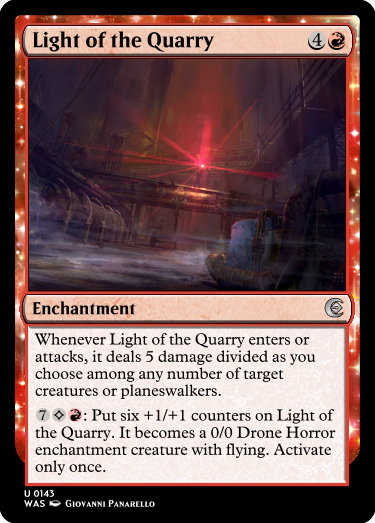 Light of the Quarry 4
Enchantment
Whenever Light of the Quarry enters or
attacks, it deals 5 damage divided as you
choose among any number of target
creatures or planeswalkers.
7 : Put six +1/+1 counters on Light of
the Quarry. It becomes a 0/0 Drone Horror
enchantment creature with flying. Activate
only once.
U 0143
WAS Giovanni Panarello